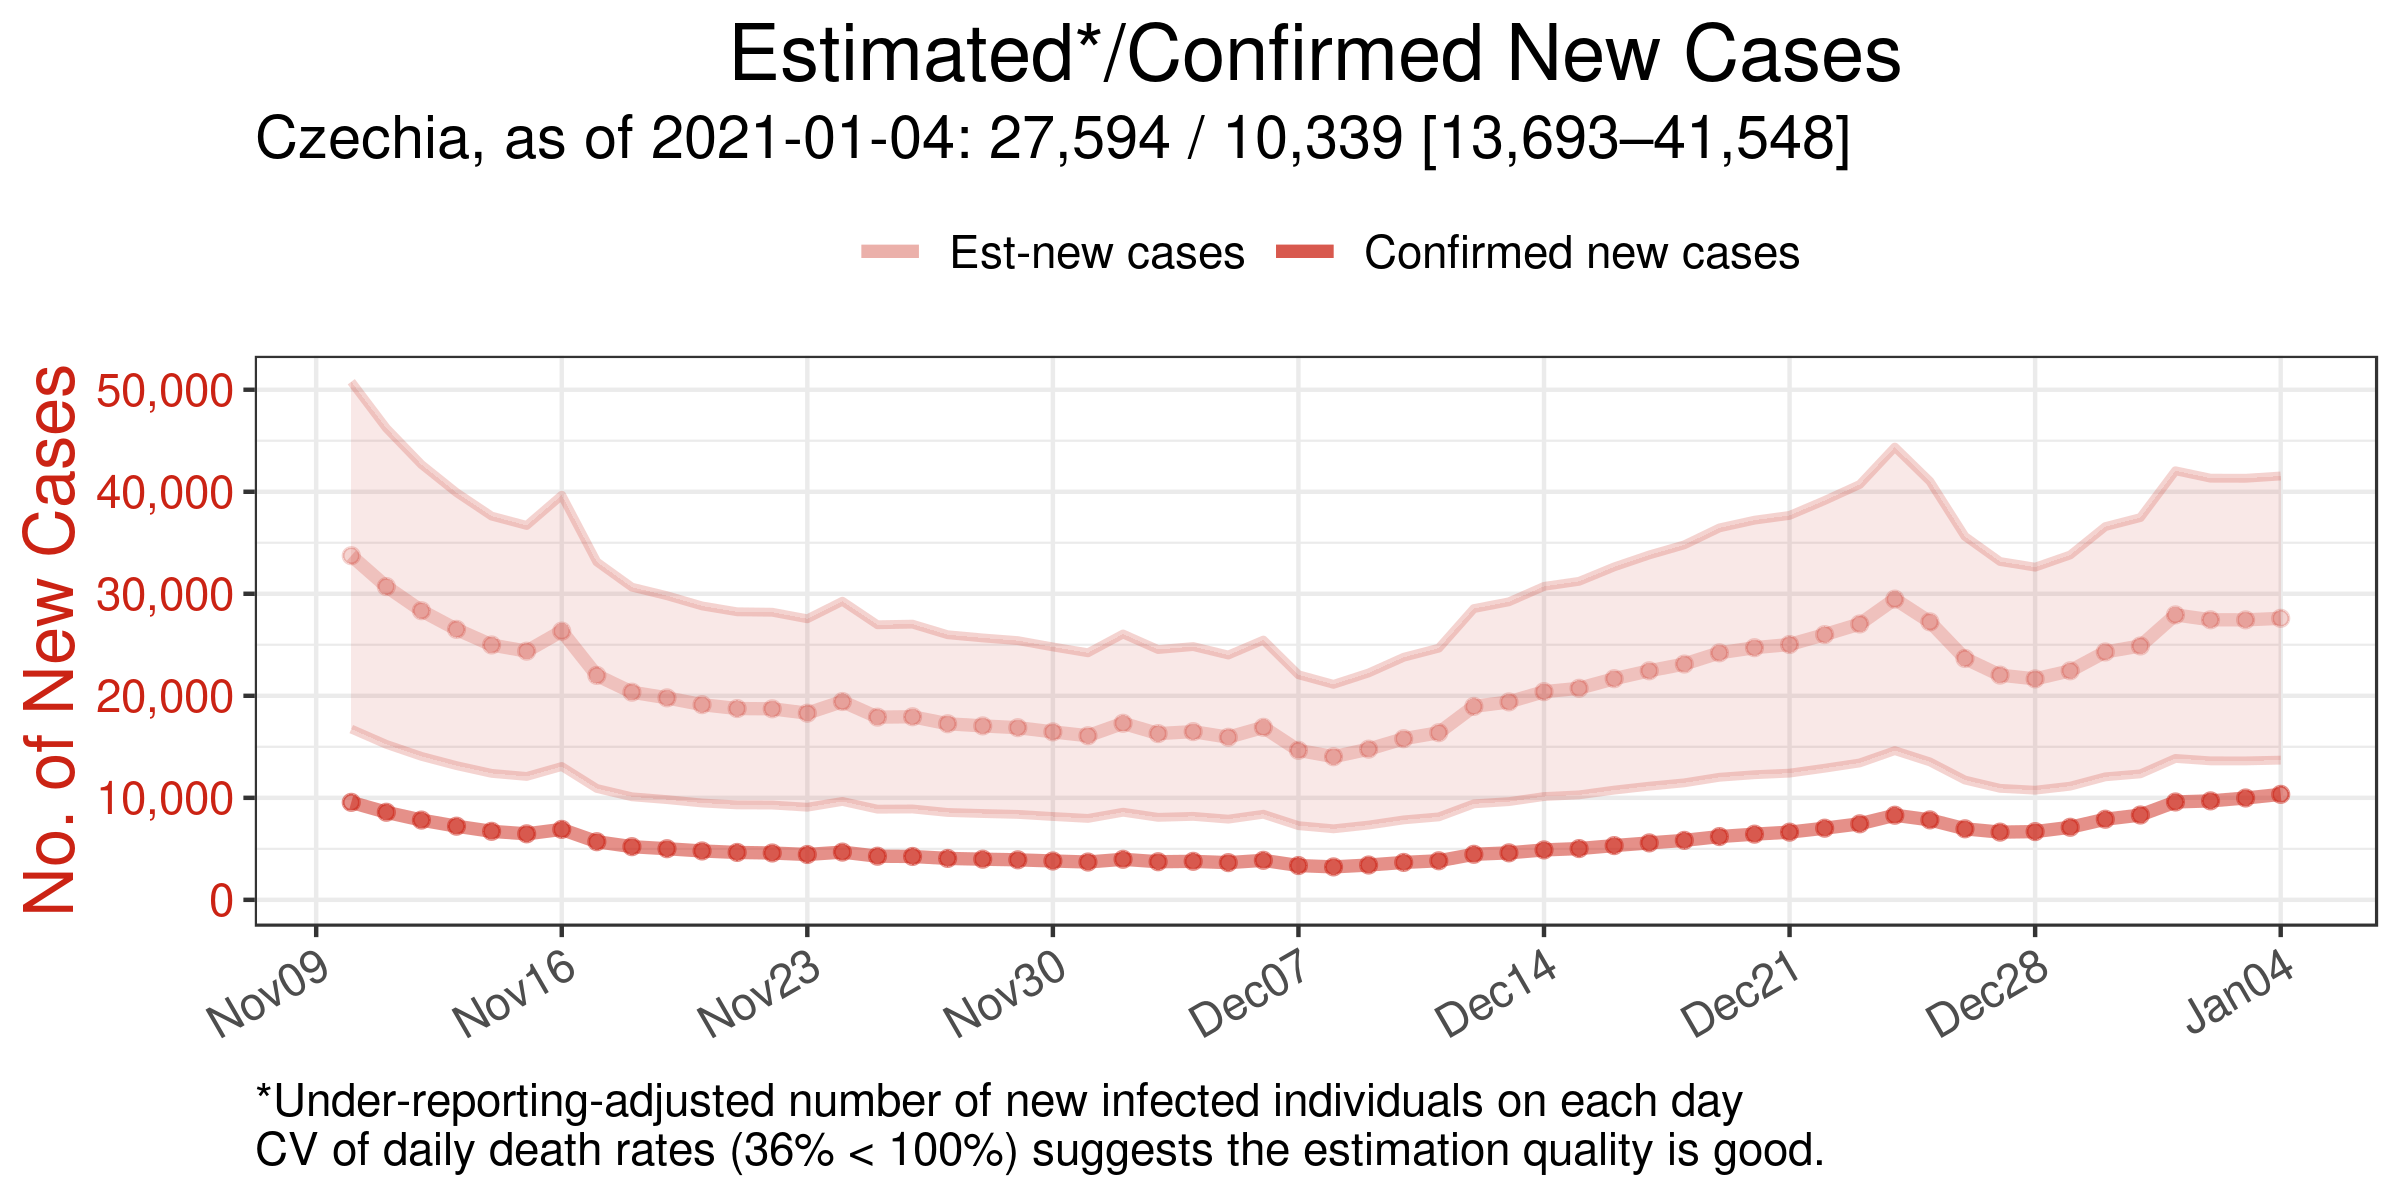 Estimated*/Confirmed New Cases
Czechia, as of 2021-01-04: 27,594 / 10,339 [13,693–41,548]
Est-new cases
Confirmed new cases
No. of New Cases
50,000
40,000
30,000
20,000
10,000
0
Nov09
Nov16
Nov23
Nov30
Dec07
Dec14
Dec21
Dec28
Jan04
*Under-reporting-adjusted number of new infected individuals on each day
CV of daily death rates (36% < 100%) suggests the estimation quality is good.